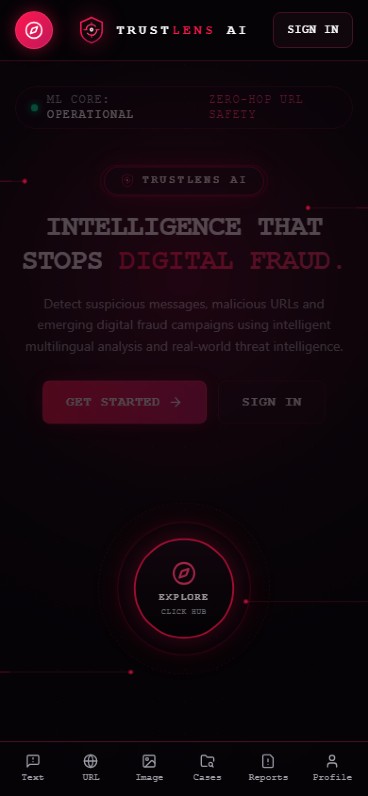 TRUSTLENS AI
SIGN IN
ML CORE: OPERATIONAL
ZERO-HOP URL SAFETY
TRUSTLENS AI
INTELLIGENCE THAT
STOPS DIGITAL FRAUD.
Detect suspicious messages, malicious URLs and
emerging digital fraud campaigns using intelligent
multilingual analysis and real-world threat intelligence.
GET STARTED →
SIGN IN
EXPLORE
CLICK HUB
Text
URL
Image
Cases
Reports
Profile